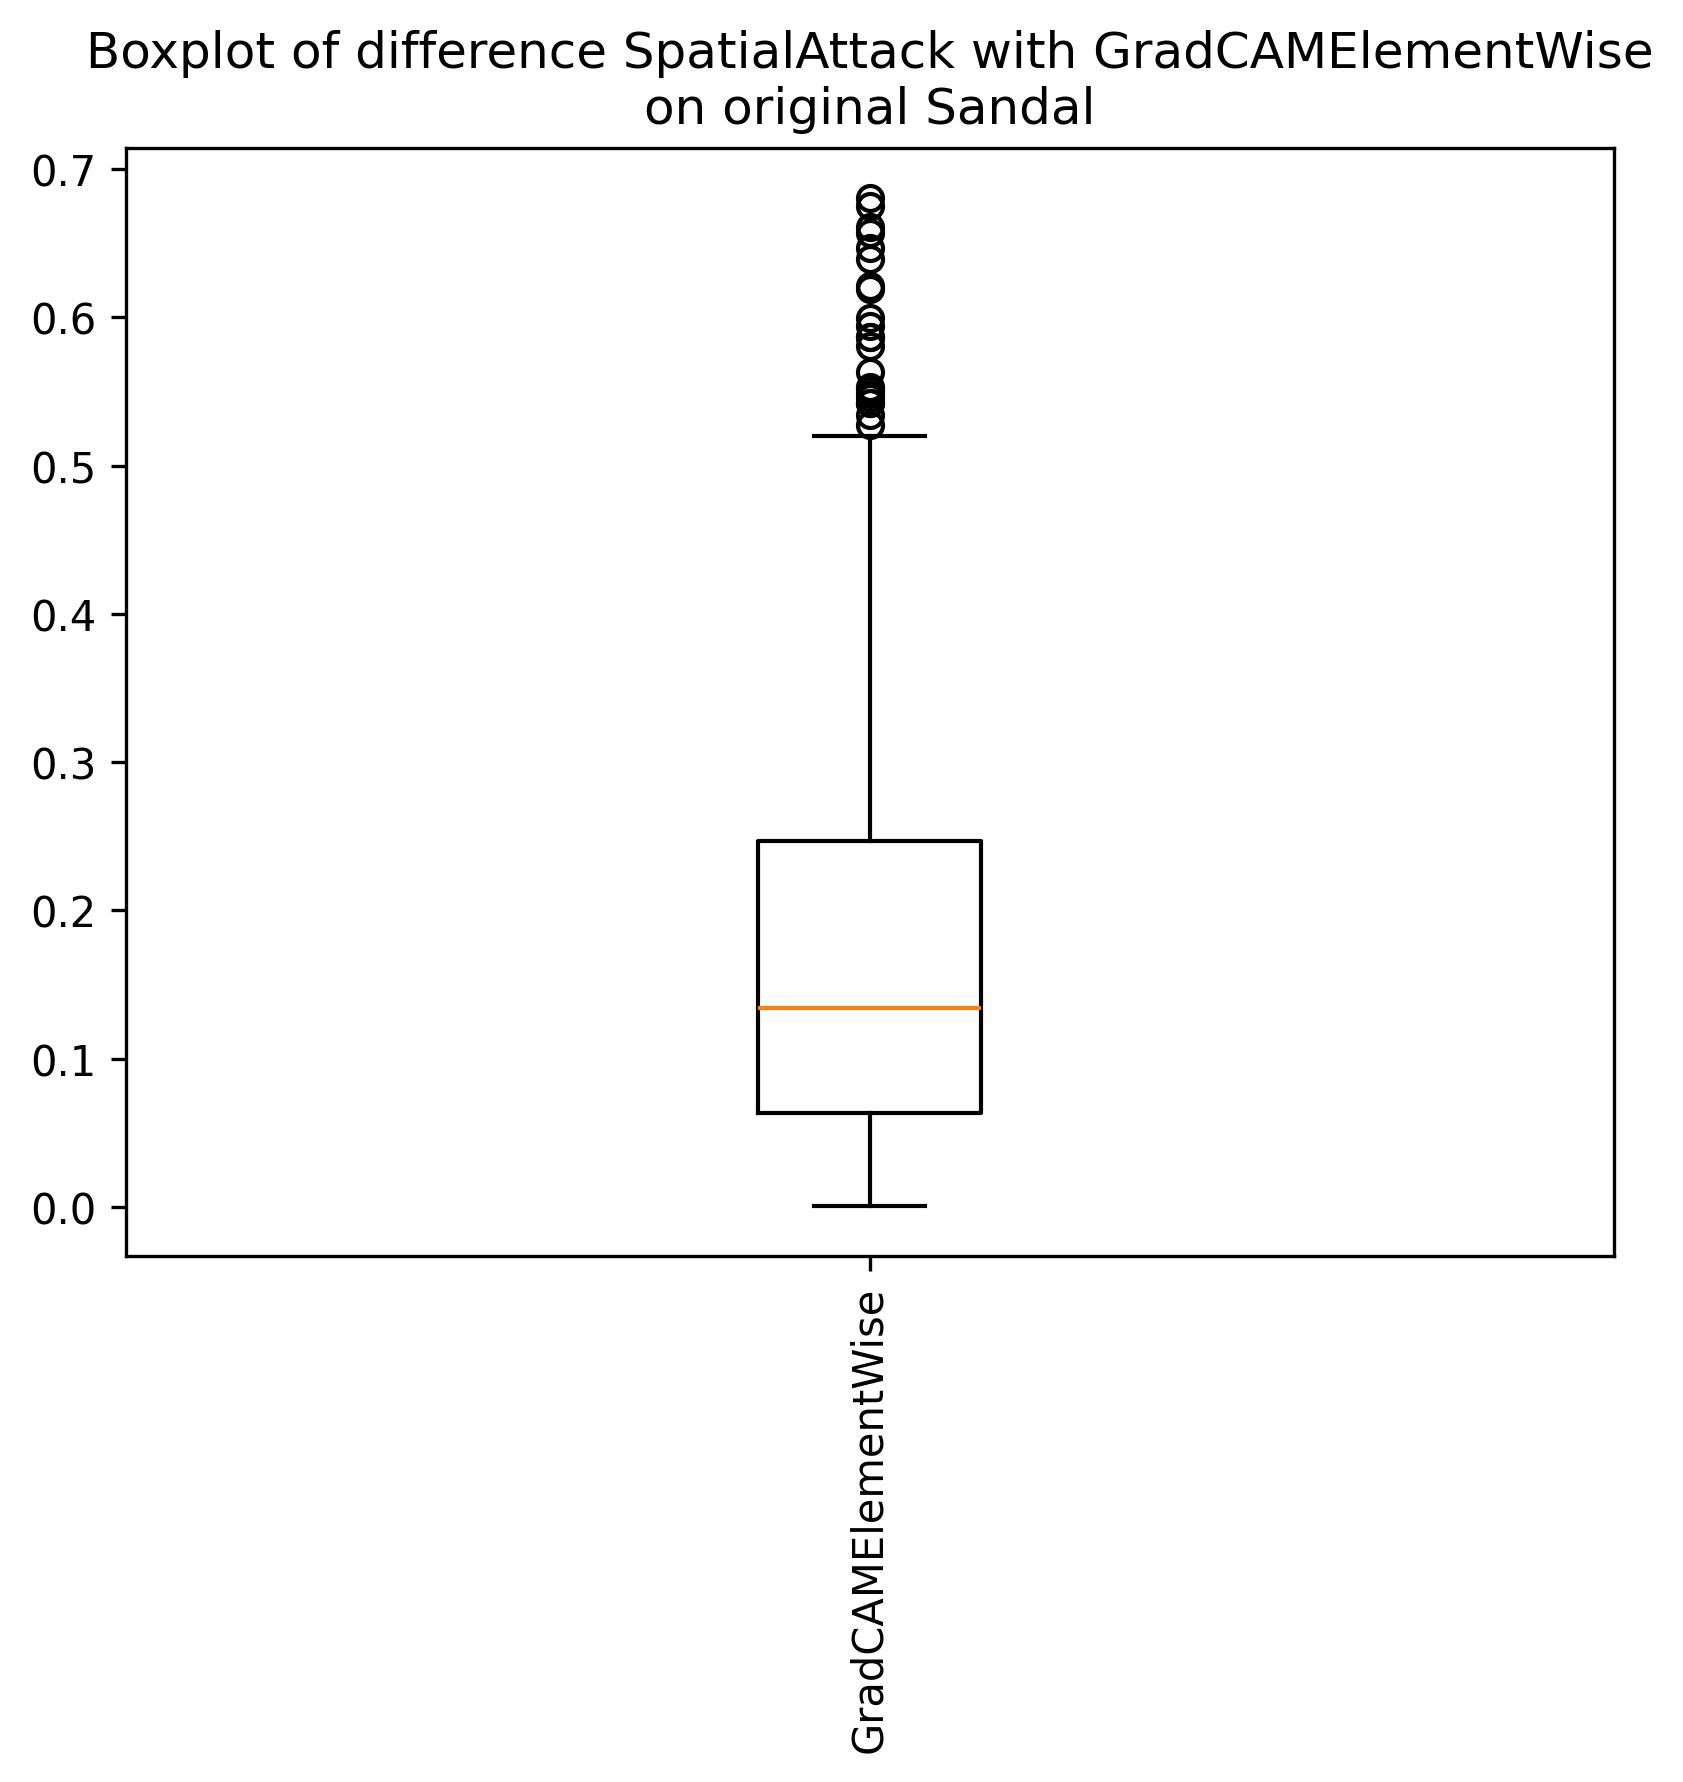 Boxplot of difference SpatialAttack with GradCAMElementWise
on original Sandal
0.7
0.6
0.5
0.4
0.3
0.2
0.1
0.0
GradCAMElementWise